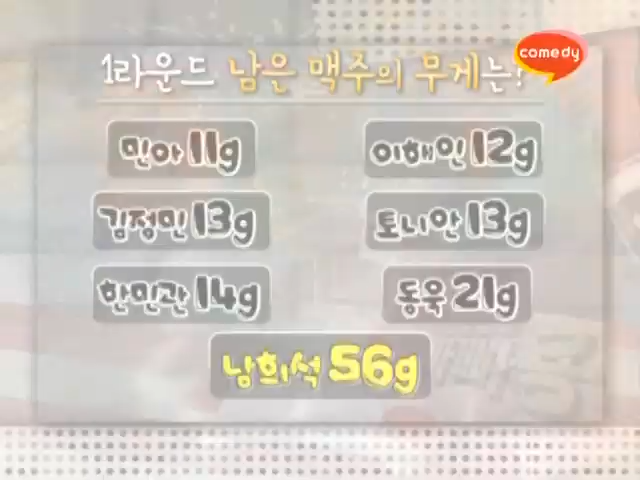 1라운드 남은 맥주의 무게는?
comedy
민아 11g
이해인 12g
김정민 13g
토니안 13g
한민관 14g
동욱 21g
남희석 56g